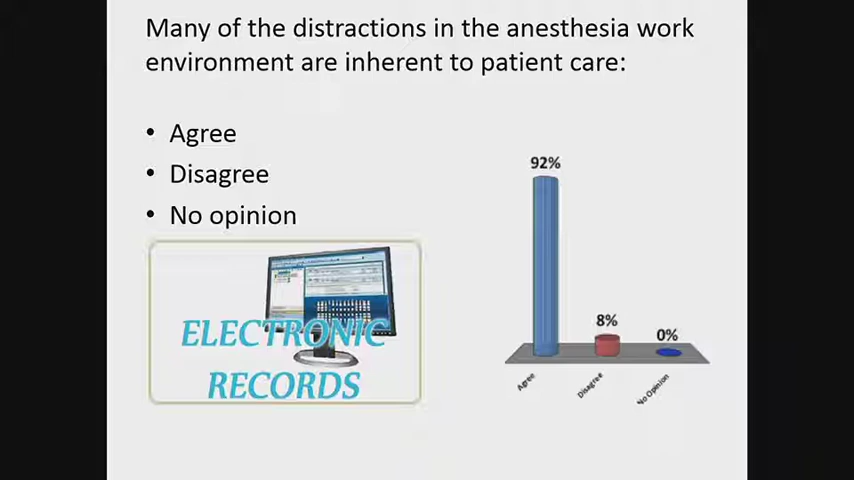 Many of the distractions in the anesthesia work
environment are inherent to patient care:
• Agree
• Disagree
• No opinion
ELECTRONIC
RECORDS
92%
8%
0%
Agree
Disagree
No Opinion